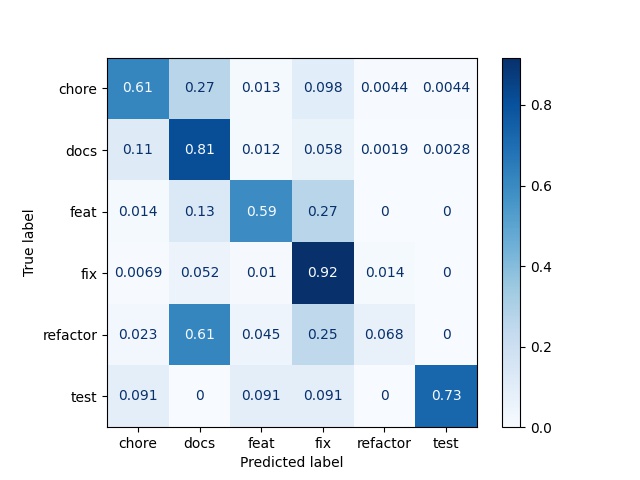 chore 0.61 0.27 0.013 0.098 0.0044 0.0044
docs 0.11 0.81 0.012 0.058 0.0019 0.0028
feat 0.014 0.13 0.59 0.27 0 0
fix 0.0069 0.052 0.01 0.92 0.014 0
refactor 0.023 0.61 0.045 0.25 0.068 0
test 0.091 0 0.091 0.091 0 0.73
chore docs feat fix refactor test
Predicted label
True label
0.8
0.6
0.4
0.2
0.0